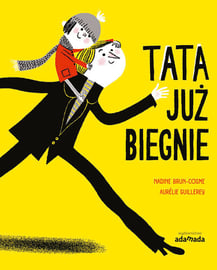 TATA
JUŻ
BIEGNIE
NADINE BRUN-COSME
AURÉLIE GUILLEREY
wydawnictwo
adamada